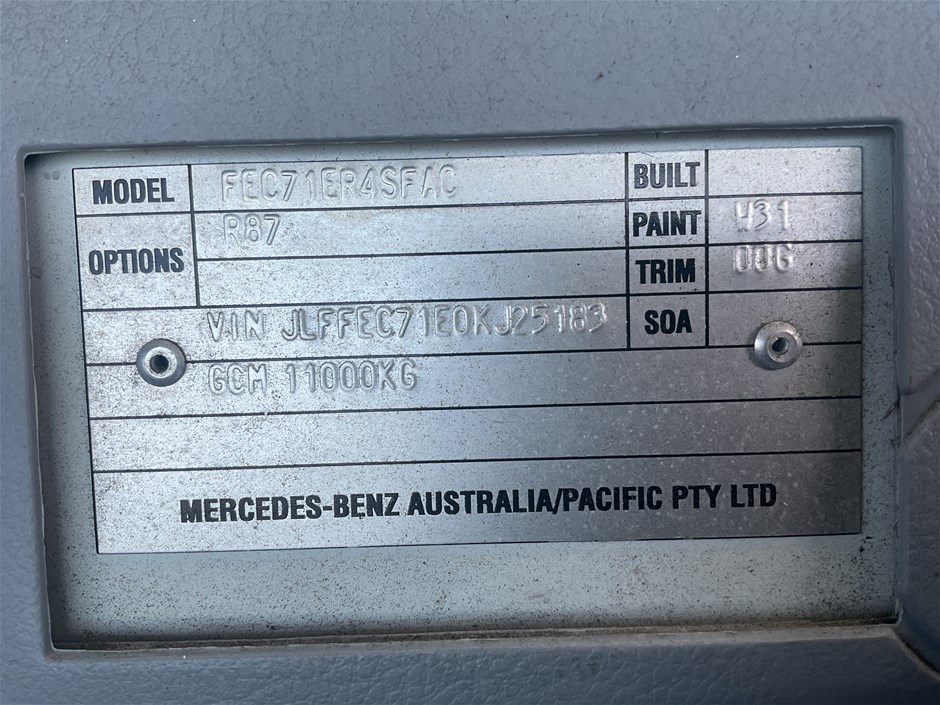 MODEL FEC71ER4SFAC BUILT
OPTIONS R87 PAINT W31
TRIM 00G
VIN JLFFEC71E0KJ25183 SOA
GCM 11000KG
MERCEDES-BENZ AUSTRALIA/PACIFIC PTY LTD